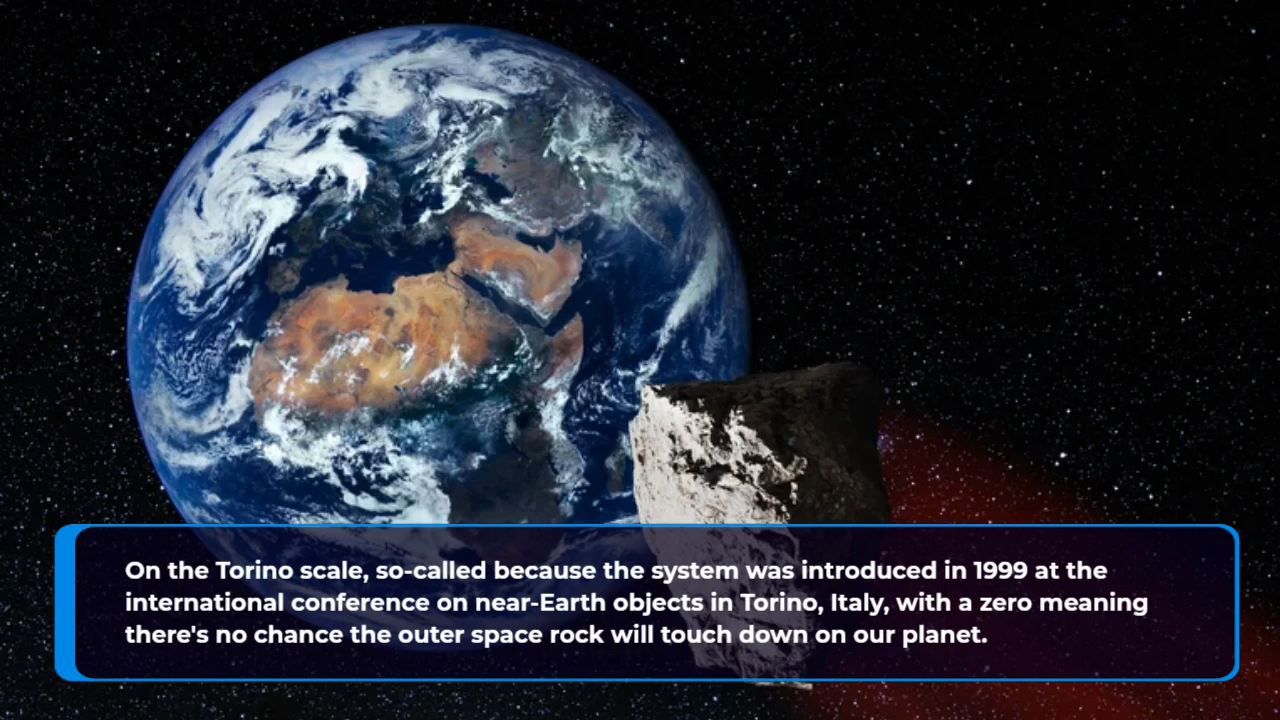 On the Torino scale, so-called because the system was introduced in 1999 at the
international conference on near-Earth objects in Torino, Italy, with a zero meaning
there's no chance the outer space rock will touch down on our planet.